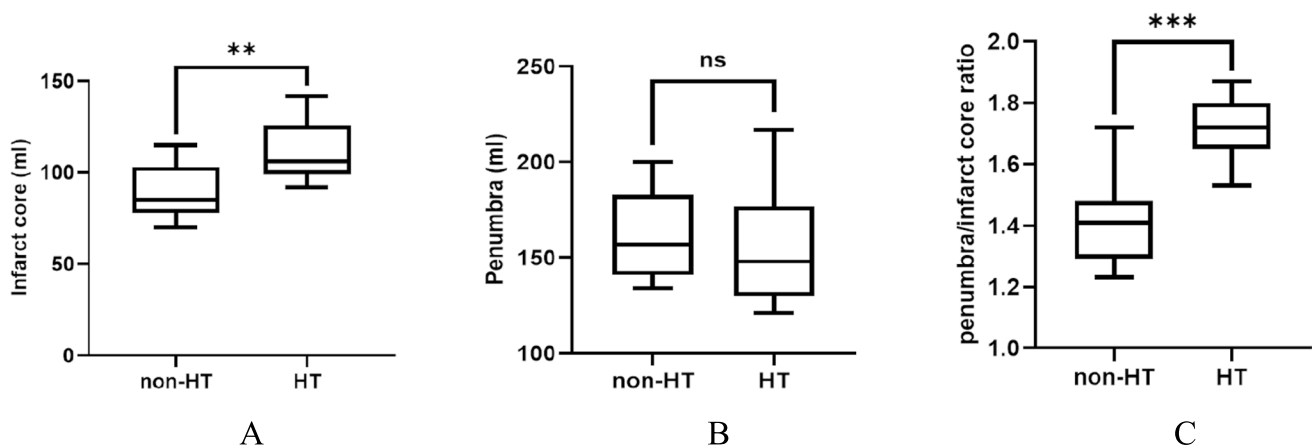 **
Infarct core (ml)
150
100
50
0
non-HT
HT
A
ns
Penumbra (ml)
250
200
150
100
non-HT
HT
B
***
penumbra/infarct core ratio
2.0
1.8
1.6
1.4
1.2
1.0
non-HT
HT
C